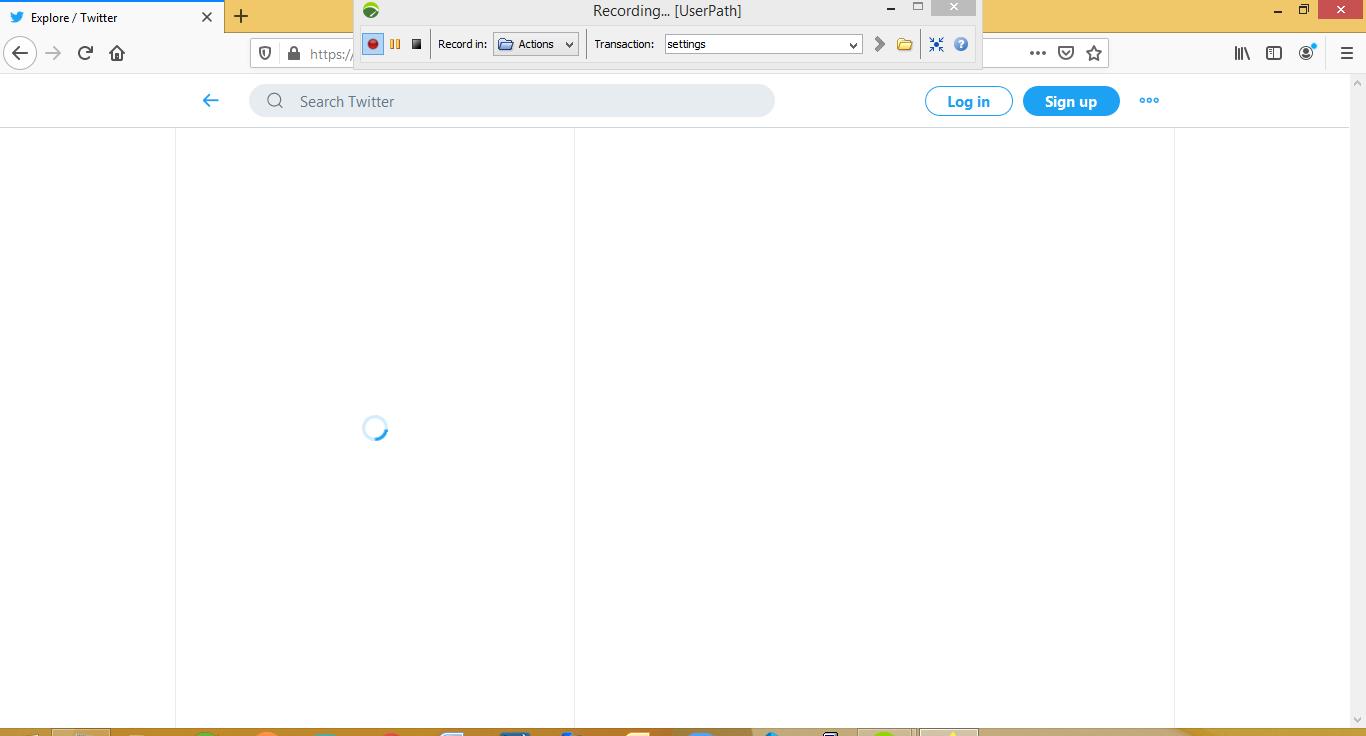 Explore / Twitter
Recording... [UserPath]
Record in: Actions
Transaction: settings
https:/
Search Twitter
Log in
Sign up